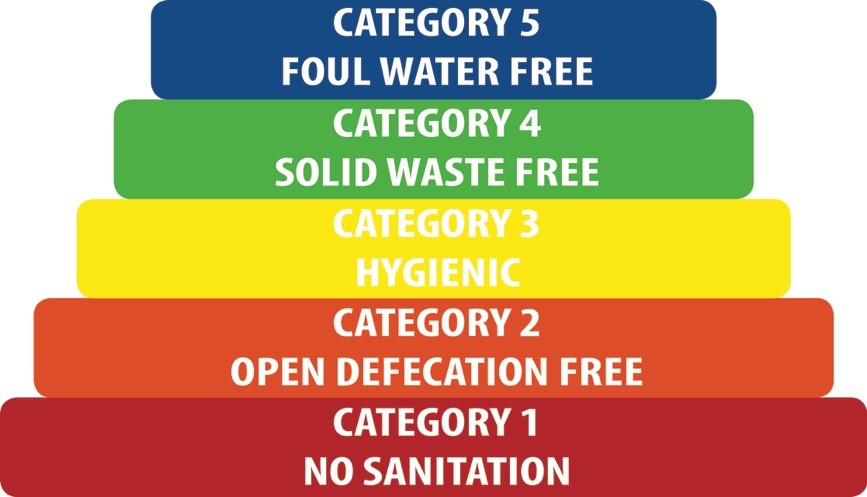 CATEGORY 5
FOUL WATER FREE
CATEGORY 4
SOLID WASTE FREE
CATEGORY 3
HYGIENIC
CATEGORY 2
OPEN DEFECATION FREE
CATEGORY 1
NO SANITATION